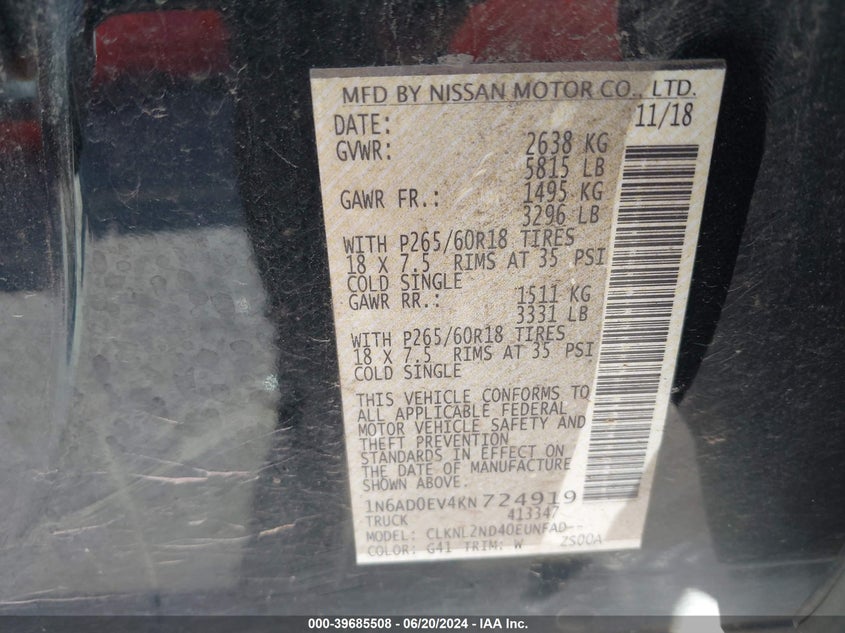 MFD BY NISSAN MOTOR CO., LTD.
DATE: 11/18
GVWR: 2638 KG
5815 LB
GAWR FR.: 1495 KG
3296 LB
WITH P265/60R18 TIRES
18 X 7.5 RIMS AT 35 PSI
COLD SINGLE
GAWR RR.: 1511 KG
3331 LB
WITH P265/60R18 TIRES
18 X 7.5 RIMS AT 35 PSI
COLD SINGLE
THIS VEHICLE CONFORMS TO
ALL APPLICABLE FEDERAL
MOTOR VEHICLE SAFETY AND
THEFT PREVENTION
STANDARDS IN EFFECT ON
THE DATE OF MANUFACTURE
SHOWN ABOVE.
1N6AD0EV4KN724919
TRUCK 413347
MODEL: CLKNL2ND40EUNFAD--
COLOR: G41 TRIM: W 2S00A
000-39685508 - 06/20/2024 - IAA Inc.